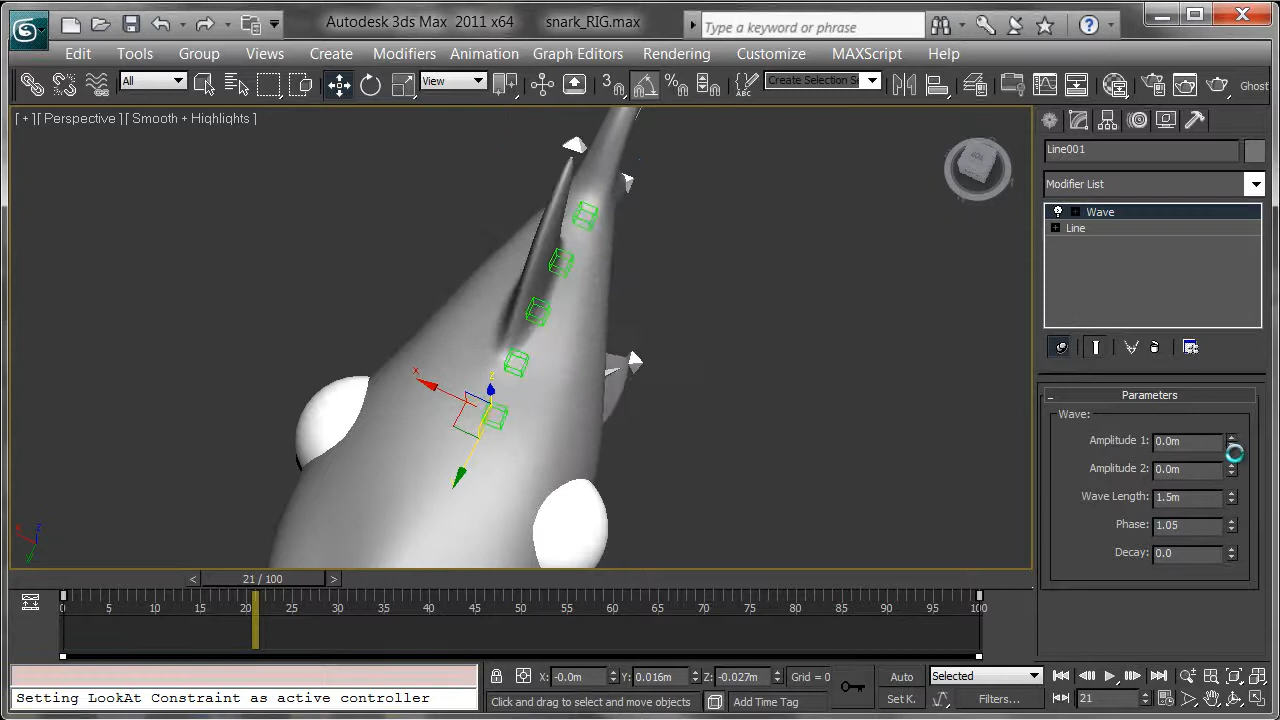 Autodesk 3ds Max 2011 x64 snark_RIG.max
Type a keyword or phrase
Edit Tools Group Views Create Modifiers Animation Graph Editors Rendering Customize MAXScript Help
All View Create Selection Se Ghost
[ + ][ Perspective ][ Smooth + Highlights ]
Line001
Modifier List
Wave
Line
Parameters
Wave:
Amplitude 1: 0.0m
Amplitude 2: 0.0m
Wave Length: 1.5m
Phase: 1.05
Decay: 0.0
x
z
x z
< 21 / 100 >
0 5 10 15 20 25 30 35 40 45 50 55 60 65 70 75 80 85 90 95 100
X: -0.0m Y: 0.016m Z: -0.027m Grid = 0 Auto Selected
Setting LookAt Constraint as active controller Click and drag to select and move objects Add Time Tag Set K. Filters... 21